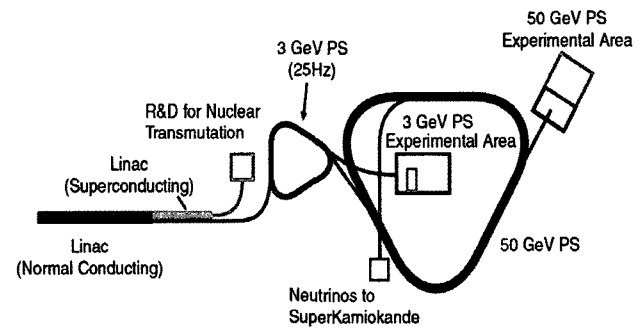 50 GeV PS
Experimental Area
3 GeV PS
(25Hz)
R&D for Nuclear
Transmutation
3 GeV PS
Experimental Area
Linac
(Superconducting)
Linac
(Normal Conducting)
50 GeV PS
Neutrinos to
SuperKamiokande